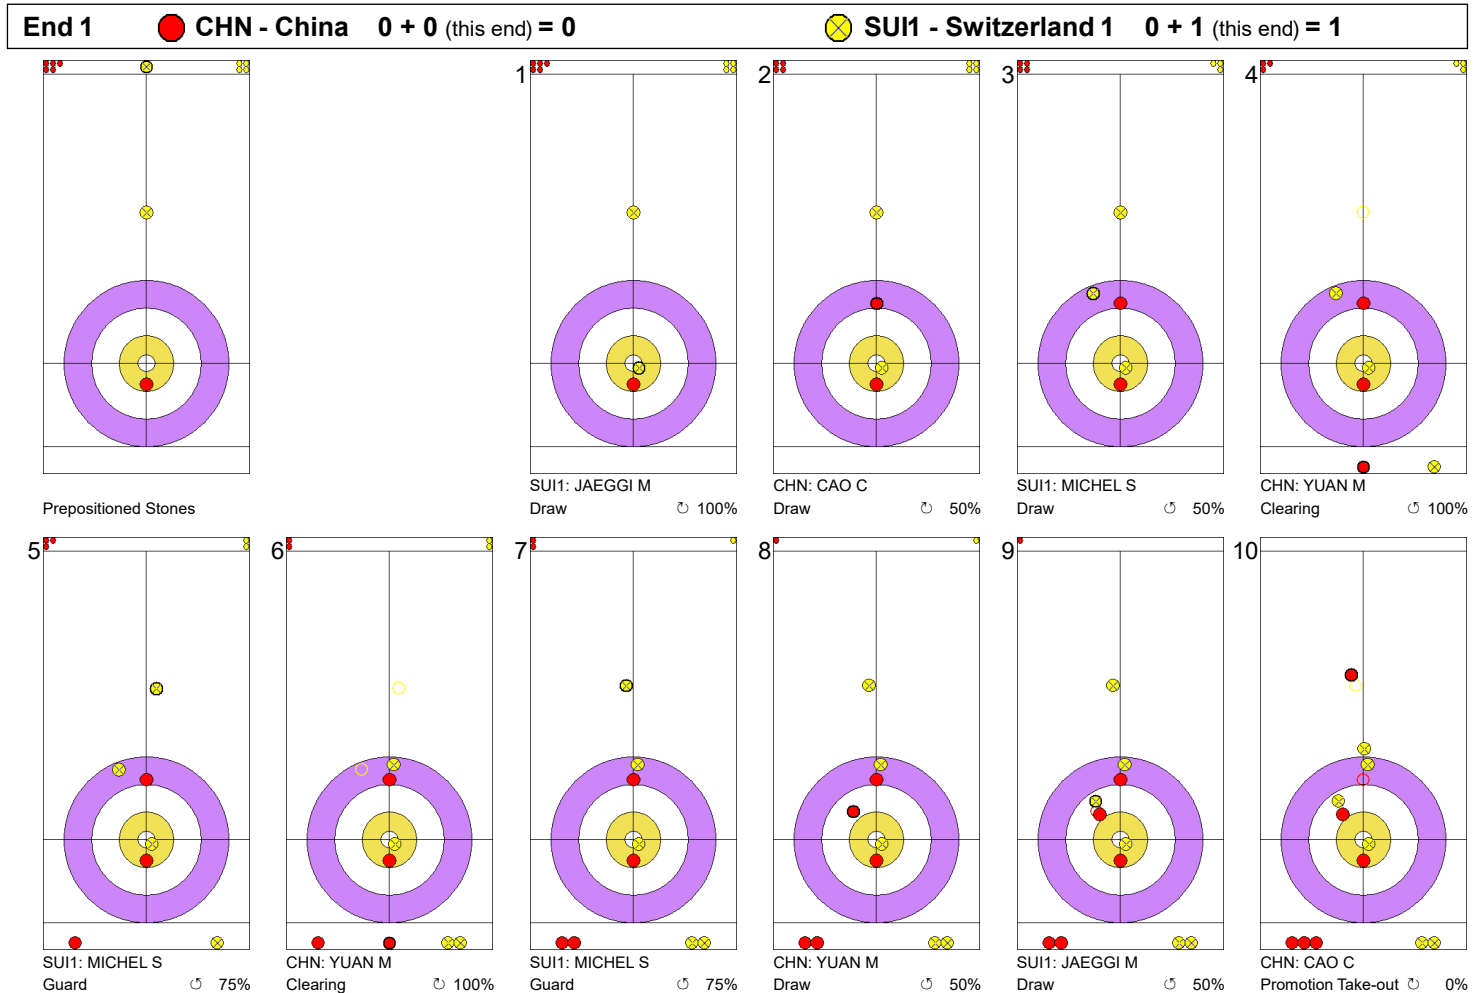 End 1 CHN - China 0 + 0 (this end) = 0 SUI1 - Switzerland 1 0 + 1 (this end) = 1
1 2 3 4
SUI1: JAEGGI M CHN: CAO C SUI1: MICHEL S CHN: YUAN M
Prepositioned Stones Draw ↻ 100% Draw ↻ 50% Draw ↺ 50% Clearing ↺ 100%
5 6 7 8 9 10
SUI1: MICHEL S CHN: YUAN M SUI1: MICHEL S CHN: YUAN M SUI1: JAEGGI M CHN: CAO C
Guard ↺ 75% Clearing ↻ 100% Guard ↺ 75% Draw ↺ 50% Draw ↺ 50% Promotion Take-out ↻ 0%